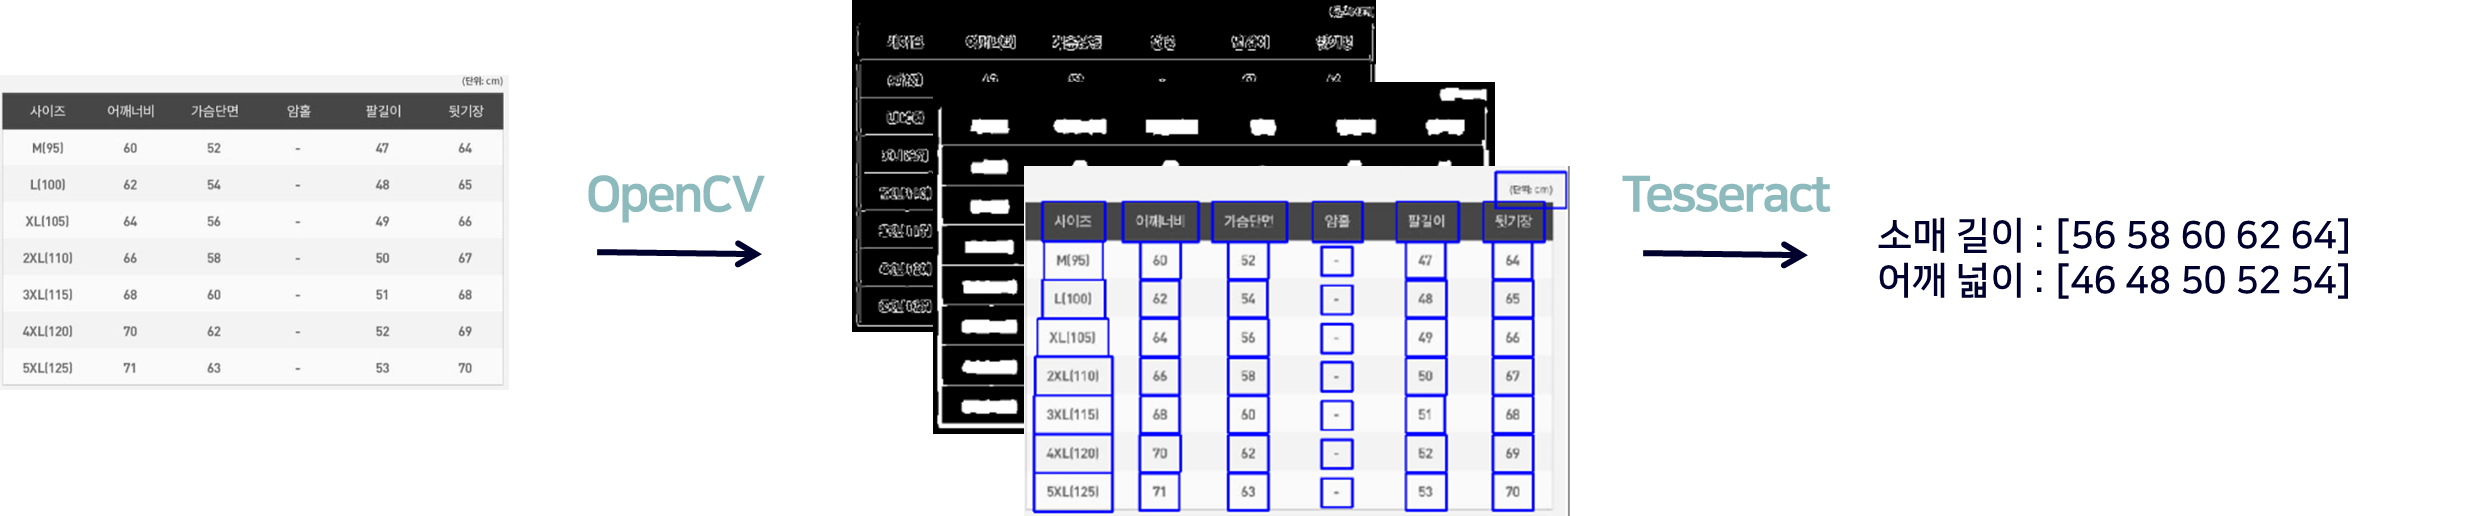 (단위: cm)
사이즈 어깨너비 가슴단면 암홀 팔길이 뒷기장
M(95) 60 52 - 47 64
L(100) 62 54 - 48 65
XL(105) 64 56 - 49 66
2XL(110) 66 58 - 50 67
3XL(115) 68 60 - 51 68
4XL(120) 70 62 - 52 69
5XL(125) 71 63 - 53 70
OpenCV
(단위: cm)
사이즈 어깨너비 가슴단면 암홀 팔길이 뒷기장
M(95) 60 52 - 47 64
L(100) 62 54 - 48 65
XL(105) 64 56 - 49 66
2XL(110) 66 58 - 50 67
3XL(115) 68 60 - 51 68
4XL(120) 70 62 - 52 69
5XL(125) 71 63 - 53 70
Tesseract
소매 길이 : [56 58 60 62 64]
어깨 넓이 : [46 48 50 52 54]